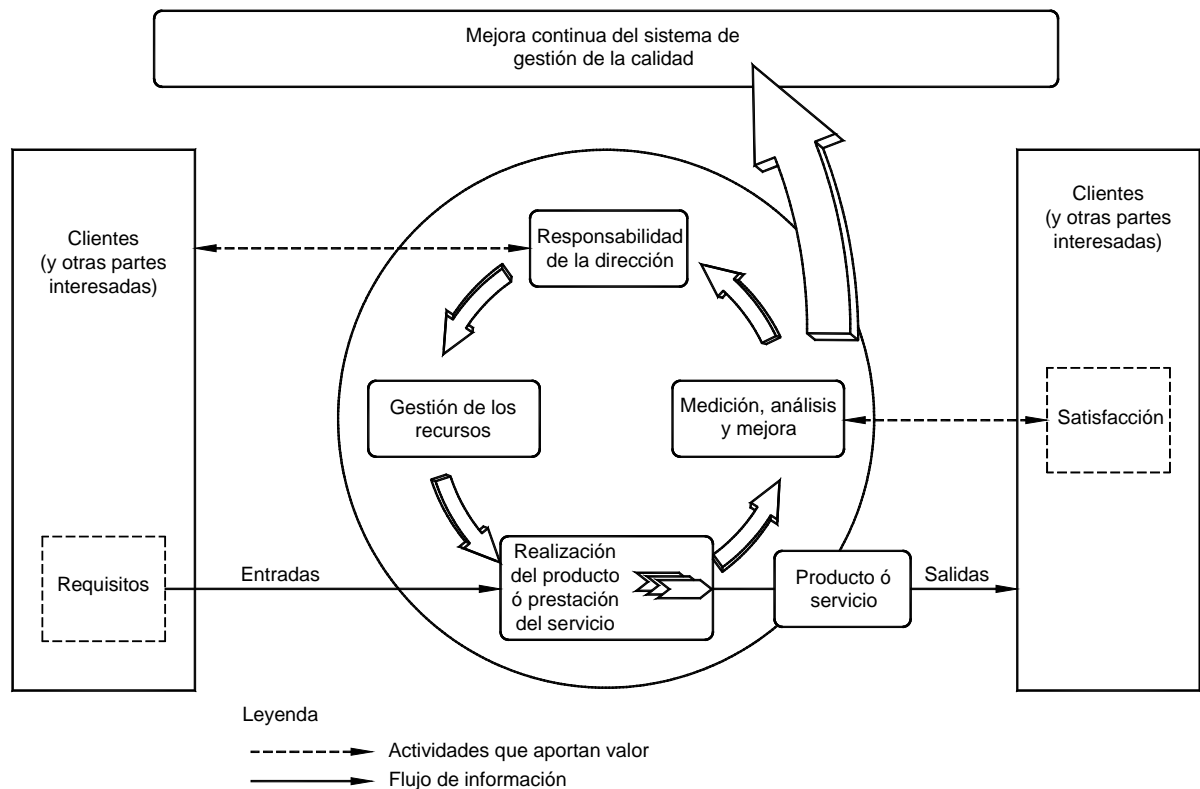 Mejora continua del sistema de
gestión de la calidad
Clientes
(y otras partes
interesadas)
Responsabilidad
de la dirección
Clientes
(y otras partes
interesadas)
Gestión de los
recursos
Medición, análisis
y mejora
Satisfacción
Requisitos
Entradas
Realización
del producto
ó prestación
del servicio
Producto ó
servicio
Salidas
Leyenda
Actividades que aportan valor
Flujo de información